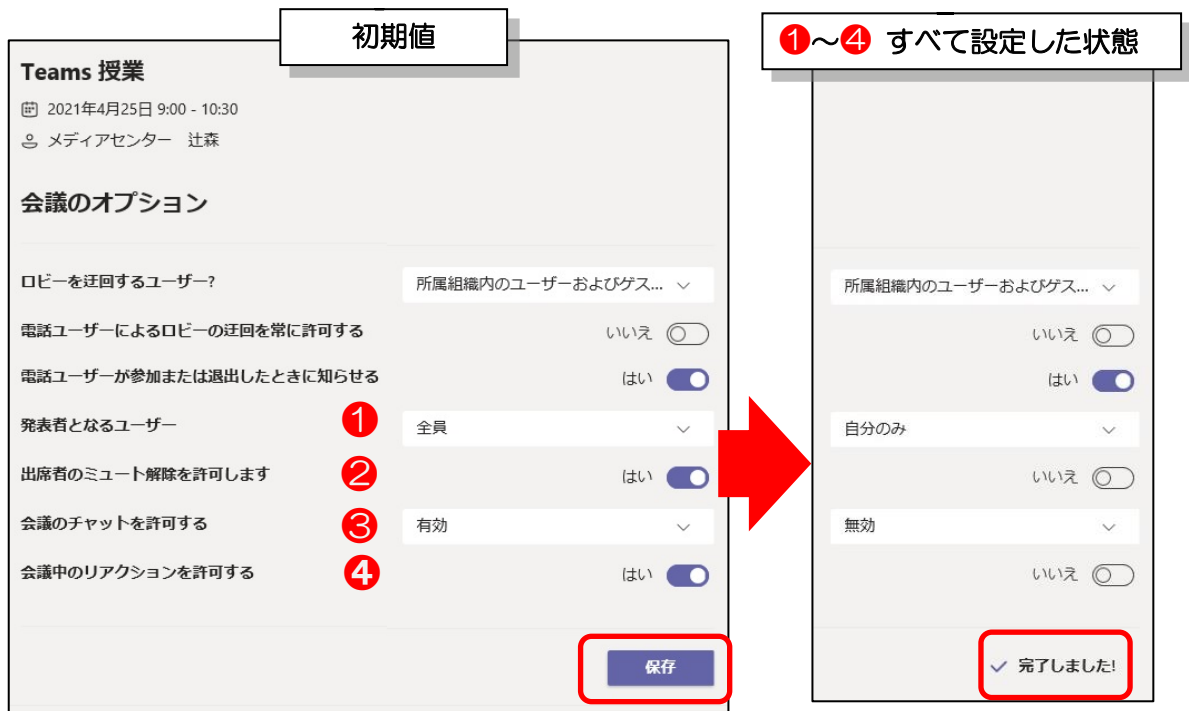 初期値
❶～❹ すべて設定した状態
Teams 授業
2021年4月25日 9:00 - 10:30
メディアセンター 辻森
会議のオプション
ロビーを迂回するユーザー? 所属組織内のユーザーおよびゲス...
電話ユーザーによるロビーの迂回を常に許可する いいえ
電話ユーザーが参加または退出したときに知らせる はい
発表者となるユーザー ❶ 全員
出席者のミュート解除を許可します ❷ はい
会議のチャットを許可する ❸ 有効
会議中のリアクションを許可する ❹ はい
保存
所属組織内のユーザーおよびゲス...
いいえ
はい
自分のみ
いいえ
無効
いいえ
完了しました!